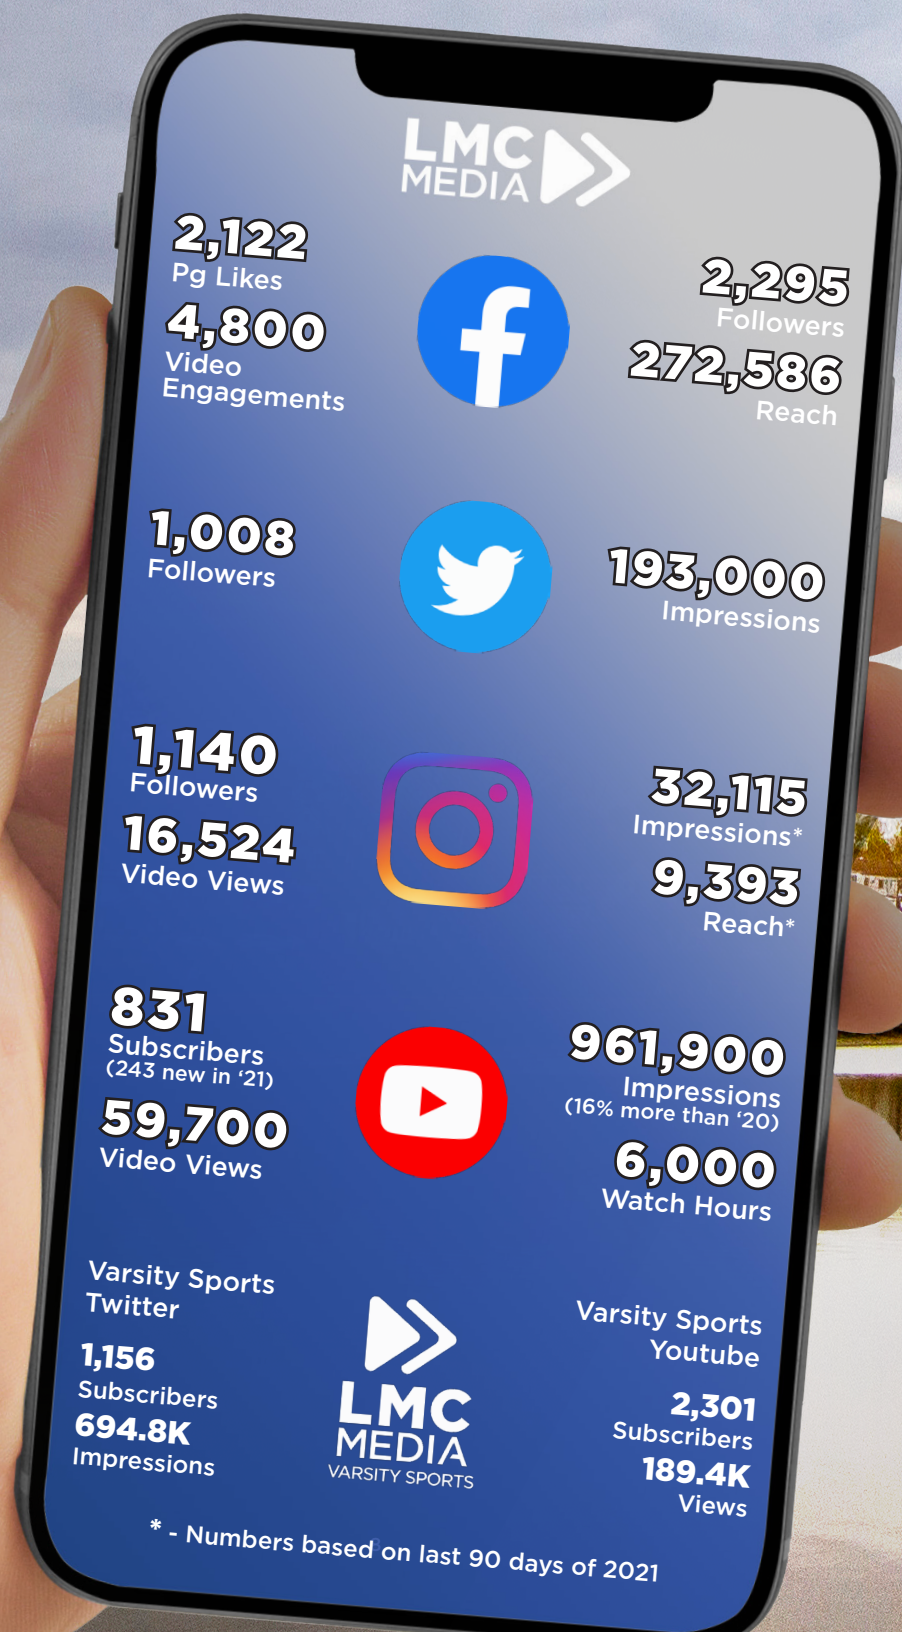 LMC
MEDIA
2,122
Pg Likes
4,800
Video
Engagements
2,295
Followers
272,586
Reach
1,008
Followers
193,000
Impressions
1,140
Followers
16,524
Video Views
32,115
Impressions*
9,393
Reach*
831
Subscribers
(243 new in ‘21)
59,700
Video Views
961,900
Impressions
(16% more than ‘20)
6,000
Watch Hours
Varsity Sports
Twitter
1,156
Subscribers
694.8K
Impressions
LMC
MEDIA
VARSITY SPORTS
Varsity Sports
Youtube
2,301
Subscribers
189.4K
Views
* - Numbers based on last 90 days of 2021